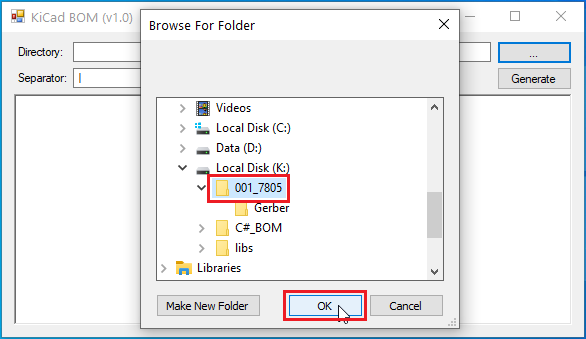 KiCad BOM (v1.0)
Browse For Folder
Directory:
...
Separator: |
Generate
Videos
Local Disk (C:)
Data (D:)
Local Disk (K:)
001_7805
Gerber
C#_BOM
libs
Libraries
Make New Folder
OK
Cancel